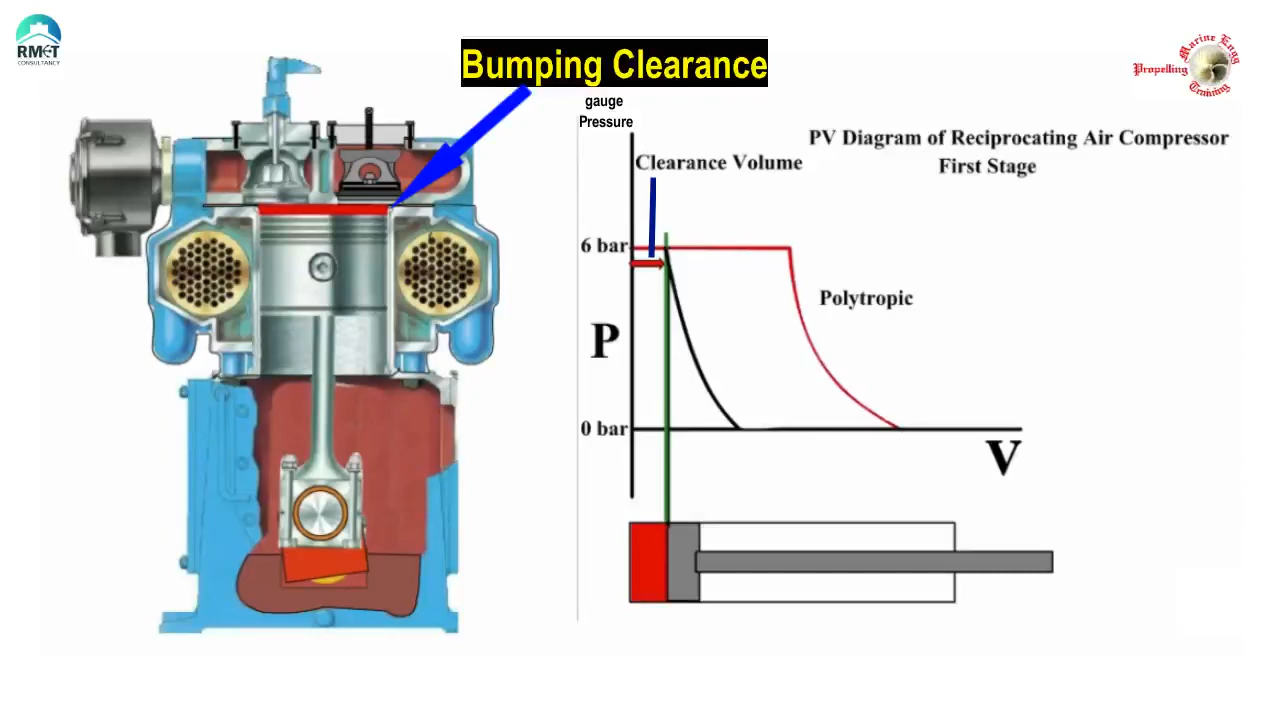 RMET
CONSULTANCY
Bumping Clearance
Marine Engg
Propelling
Training
gauge
Pressure
PV Diagram of Reciprocating Air Compressor
First Stage
Clearance Volume
6 bar
Polytropic
P
0 bar
V